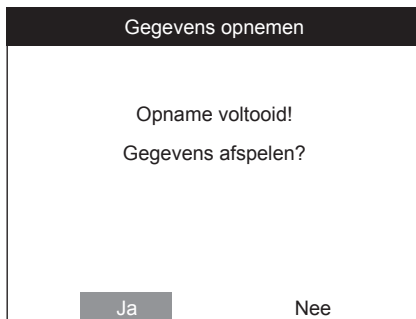 Gegevens opnemen
Opname voltooid!
Gegevens afspelen?
Ja Nee